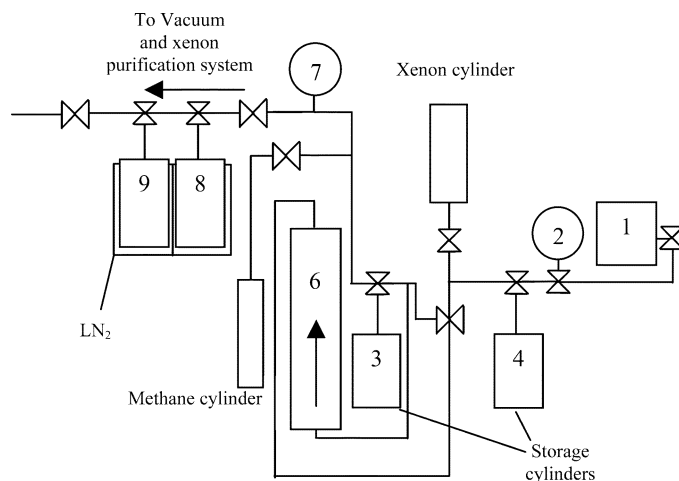 To Vacuum
and xenon
purification system
7
Xenon cylinder
9
8
2
1
6
LN2
3
4
Methane cylinder
Storage
cylinders